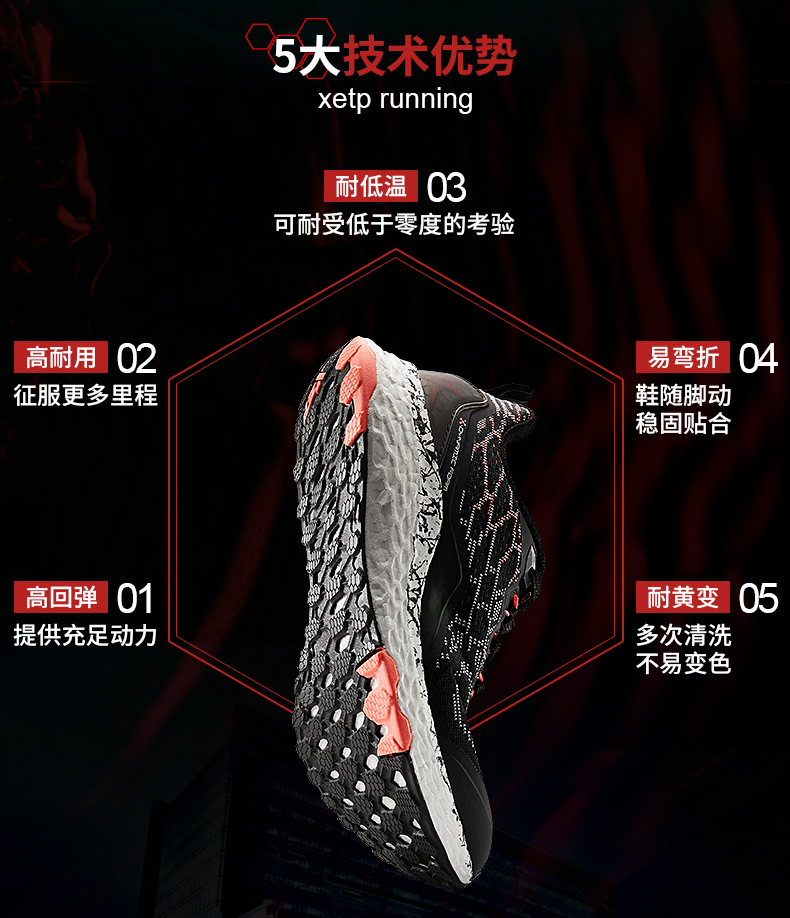 5大技术优势
xetp running
耐低温 03
可耐受低于零度的考验
高耐用 02
征服更多里程
易弯折 04
鞋随脚动
稳固贴合
高回弹 01
提供充足动力
耐黄变 05
多次清洗
不易变色